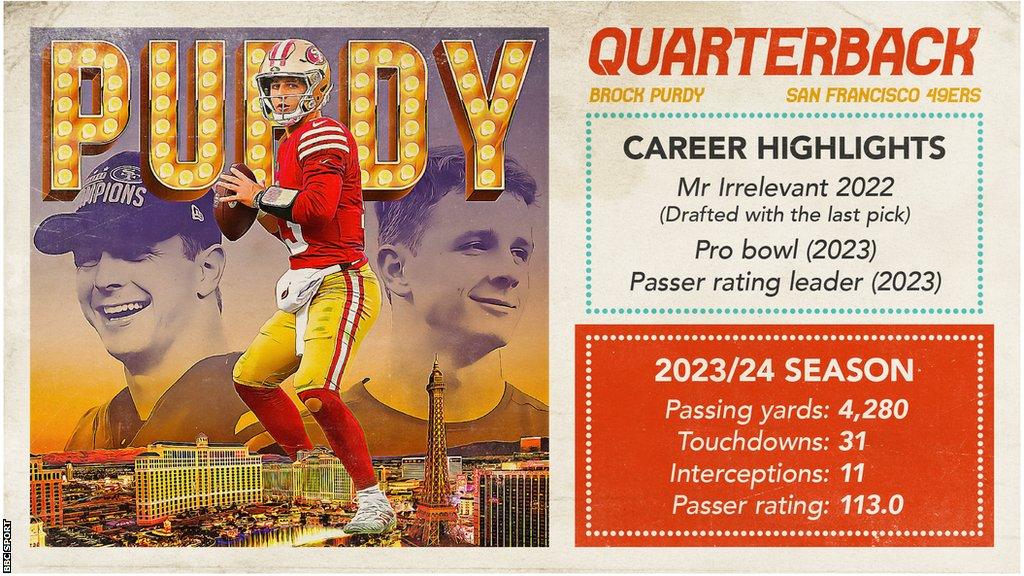 PURDY
CHAMPIONS
QUARTERBACK
BROCK PURDY SAN FRANCISCO 49ERS
CAREER HIGHLIGHTS
Mr Irrelevant 2022
(Drafted with the last pick)
Pro bowl (2023)
Passer rating leader (2023)
2023/24 SEASON
Passing yards: 4,280
Touchdowns: 31
Interceptions: 11
Passer rating: 113.0
BBC SPORT